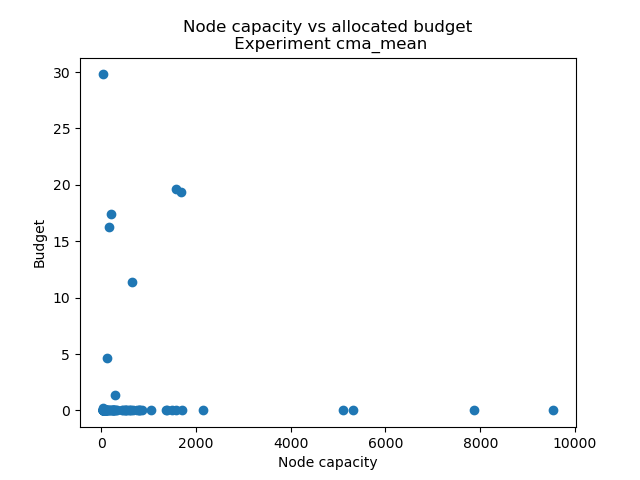 Node capacity vs allocated budget
Experiment cma_mean
30
25
20
15
10
5
0
Budget
0 2000 4000 6000 8000 10000
Node capacity